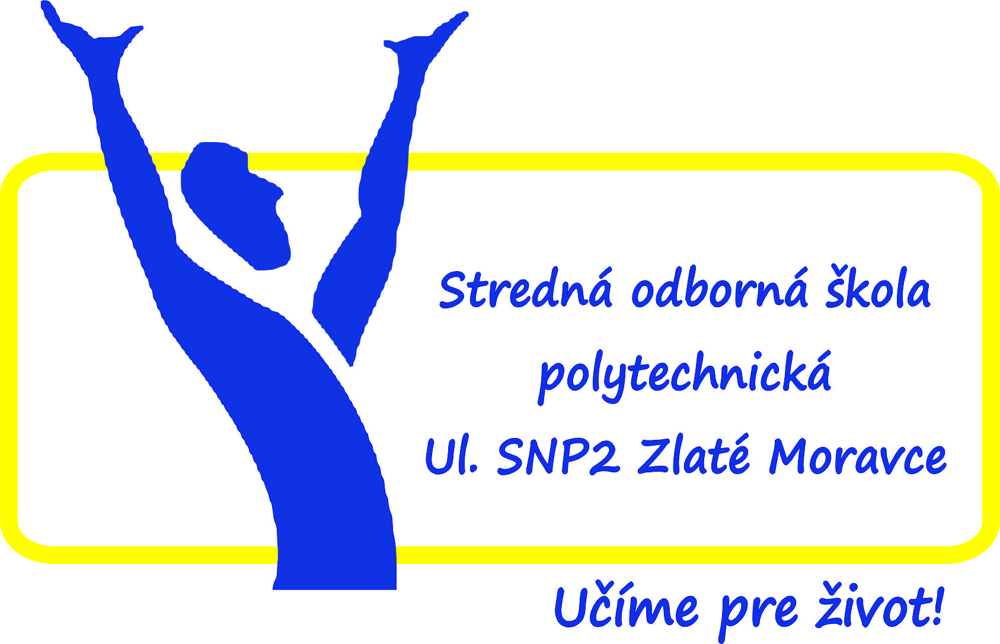 Stredná odborná škola
polytechnická
Ul. SNP2 Zlaté Moravce
Učíme pre život!